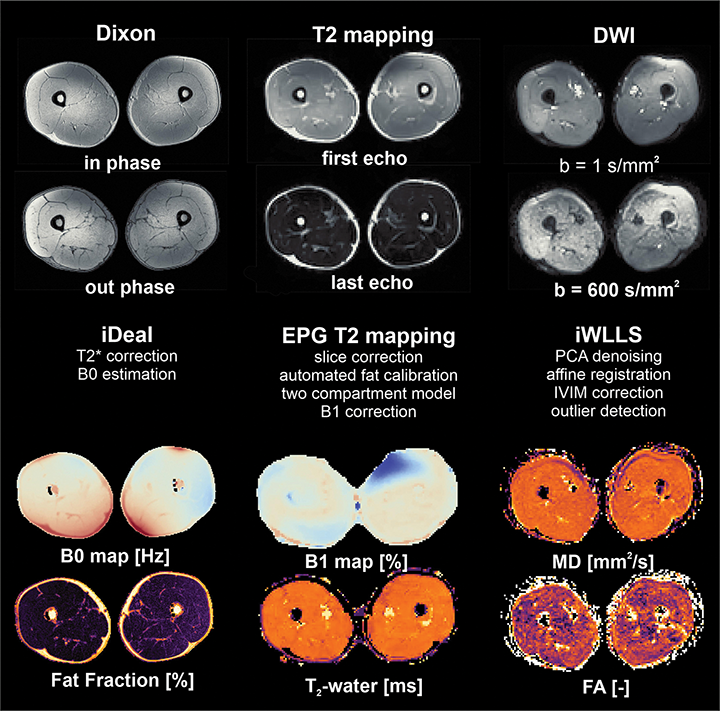 Dixon
T2 mapping
DWI
in phase
first echo
b = 1 s/mm²
out phase
last echo
b = 600 s/mm²
iDeal
T2* correction
B0 estimation
EPG T2 mapping
slice correction
automated fat calibration
two compartment model
B1 correction
iWLLS
PCA denoising
affine registration
IVIM correction
outlier detection
B0 map [Hz]
B1 map [%]
MD [mm²/s]
Fat Fraction [%]
T₂-water [ms]
FA [-]